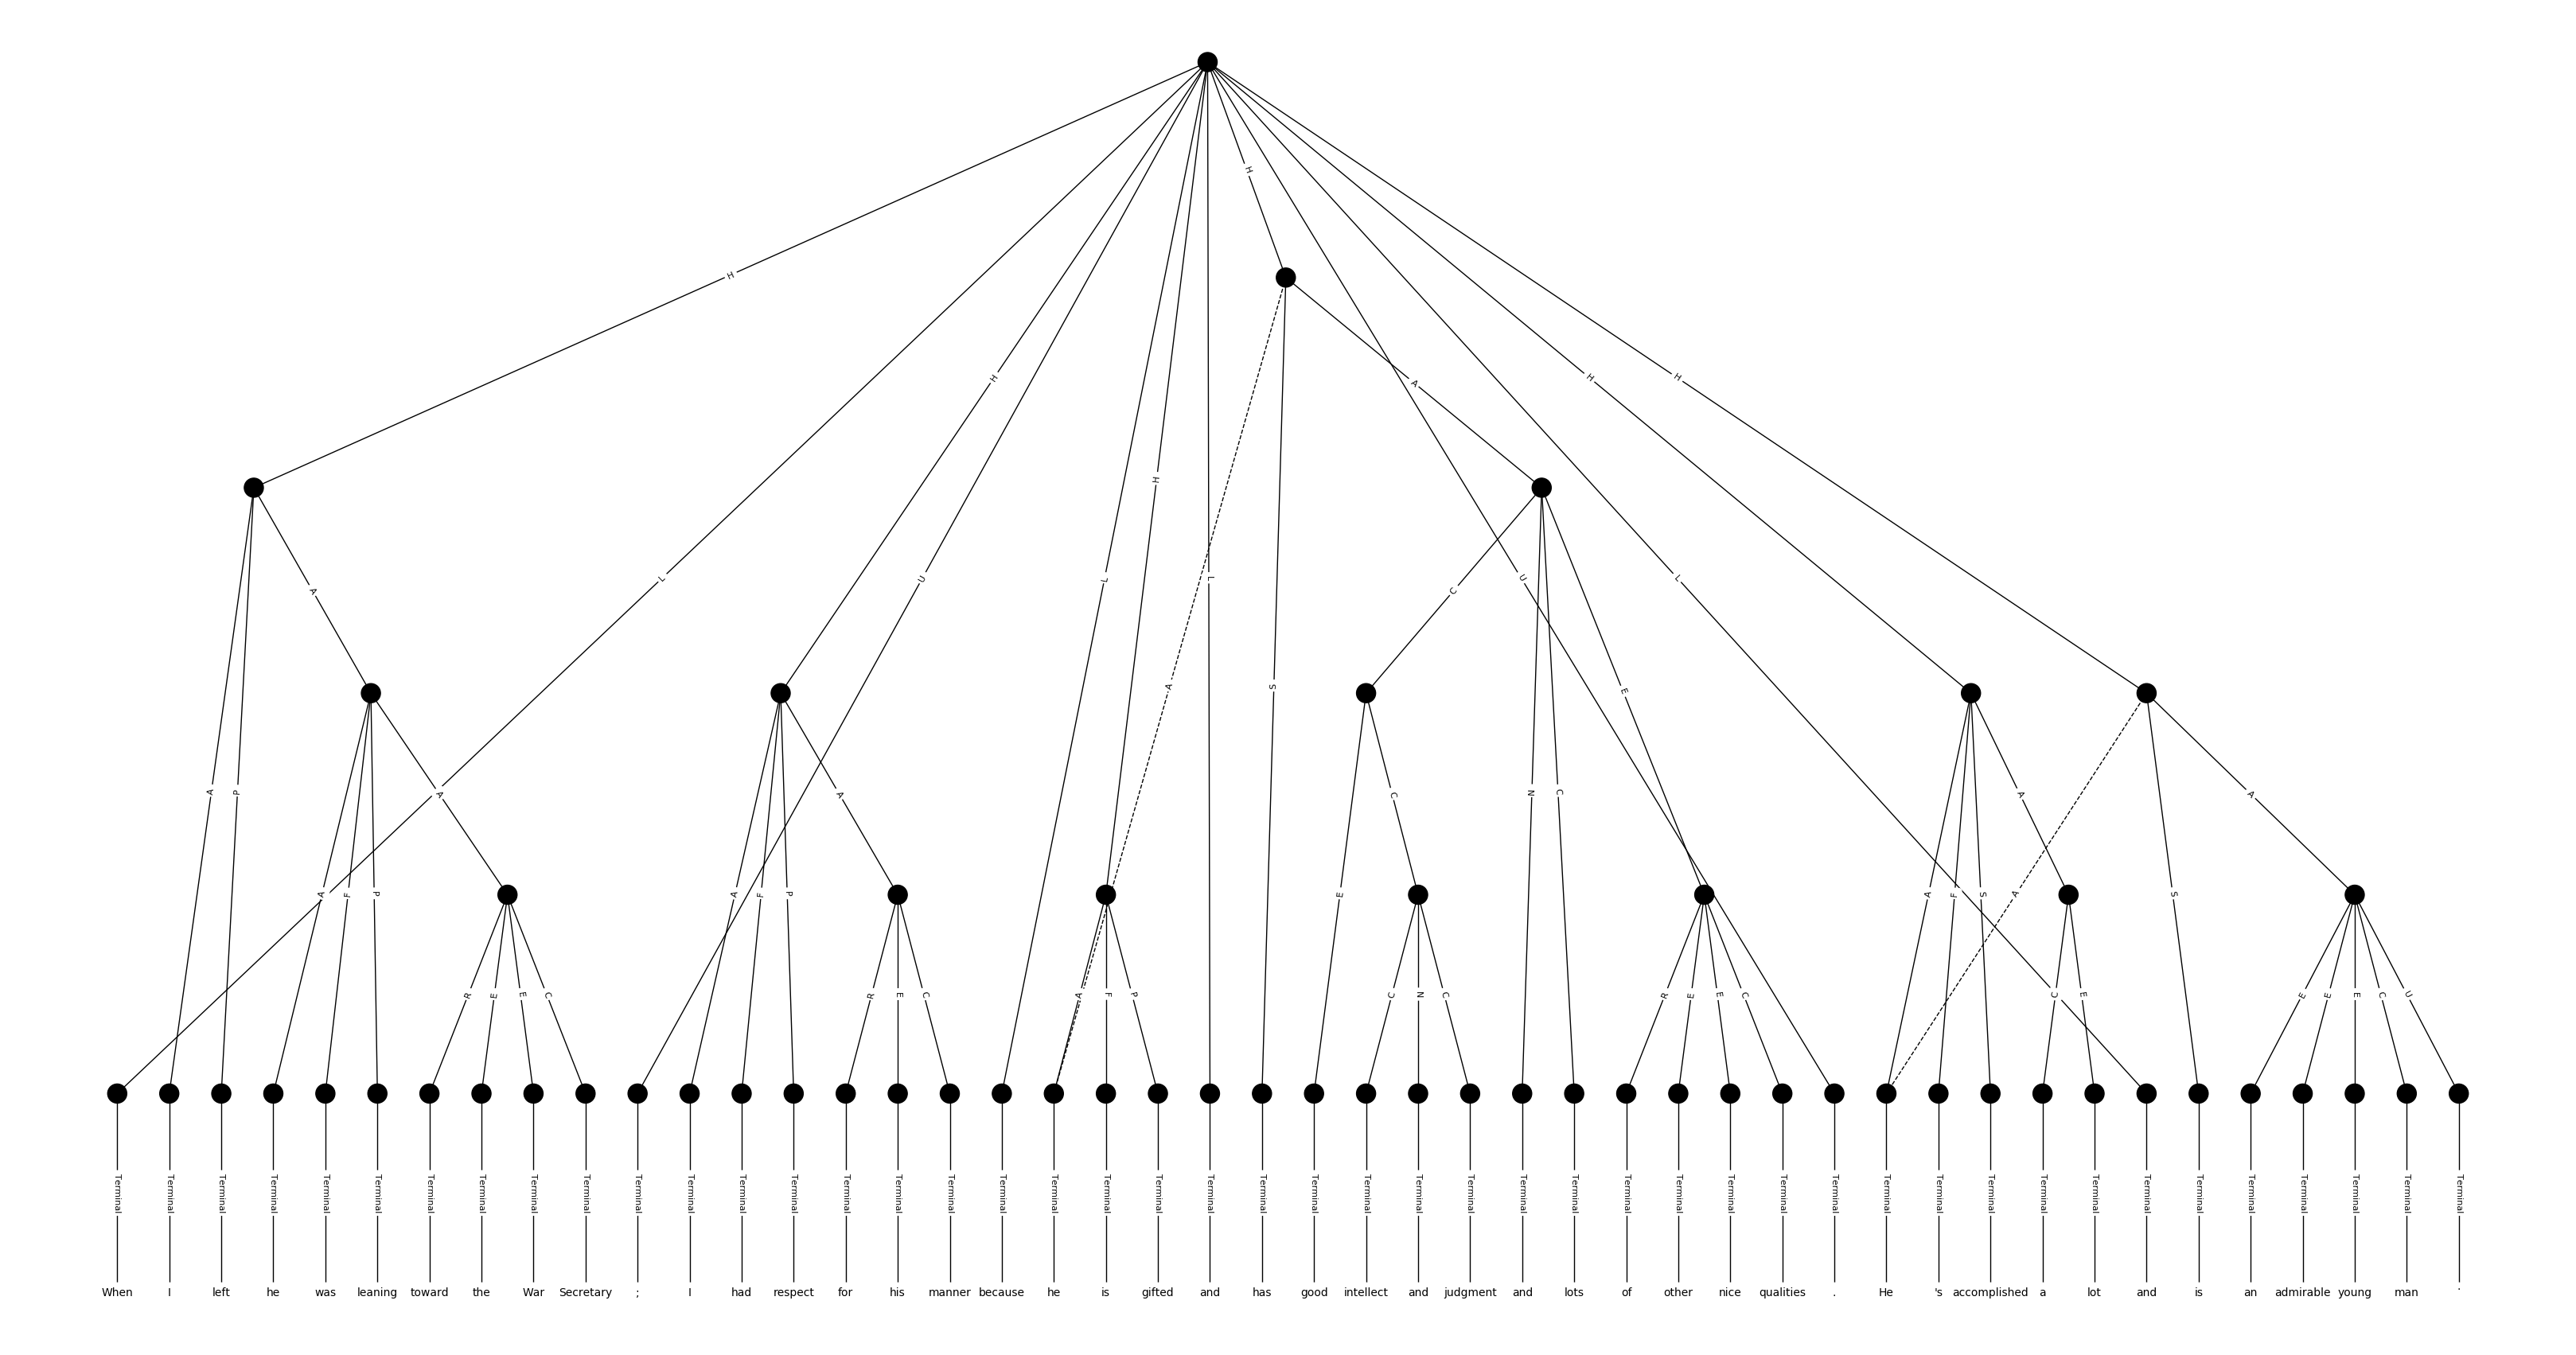 H
H
H
H
A
H
H
H
A
C
L
U
L
L
U
L
E
A
S
A
A
P
A
A
C
N
C
A
A
A
F
P
A
F
P
E
A
F
S
A
S
R
E
E
C
R
E
C
A
F
P
C
N
C
R
E
E
C
C
E
E
E
E
C
U
Terminal Terminal Terminal Terminal Terminal Terminal Terminal Terminal Terminal Terminal Terminal Terminal Terminal Terminal Terminal Terminal Terminal Terminal Terminal Terminal Terminal Terminal Terminal Terminal Terminal Terminal Terminal Terminal Terminal Terminal Terminal Terminal Terminal Terminal Terminal Terminal Terminal Terminal Terminal Terminal Terminal Terminal Terminal Terminal Terminal Terminal
When I left he was leaning toward the War Secretary ; I had respect for his manner because he is gifted and has good intellect and judgment and lots of other nice qualities . He 's accomplished a lot and is an admirable young man .